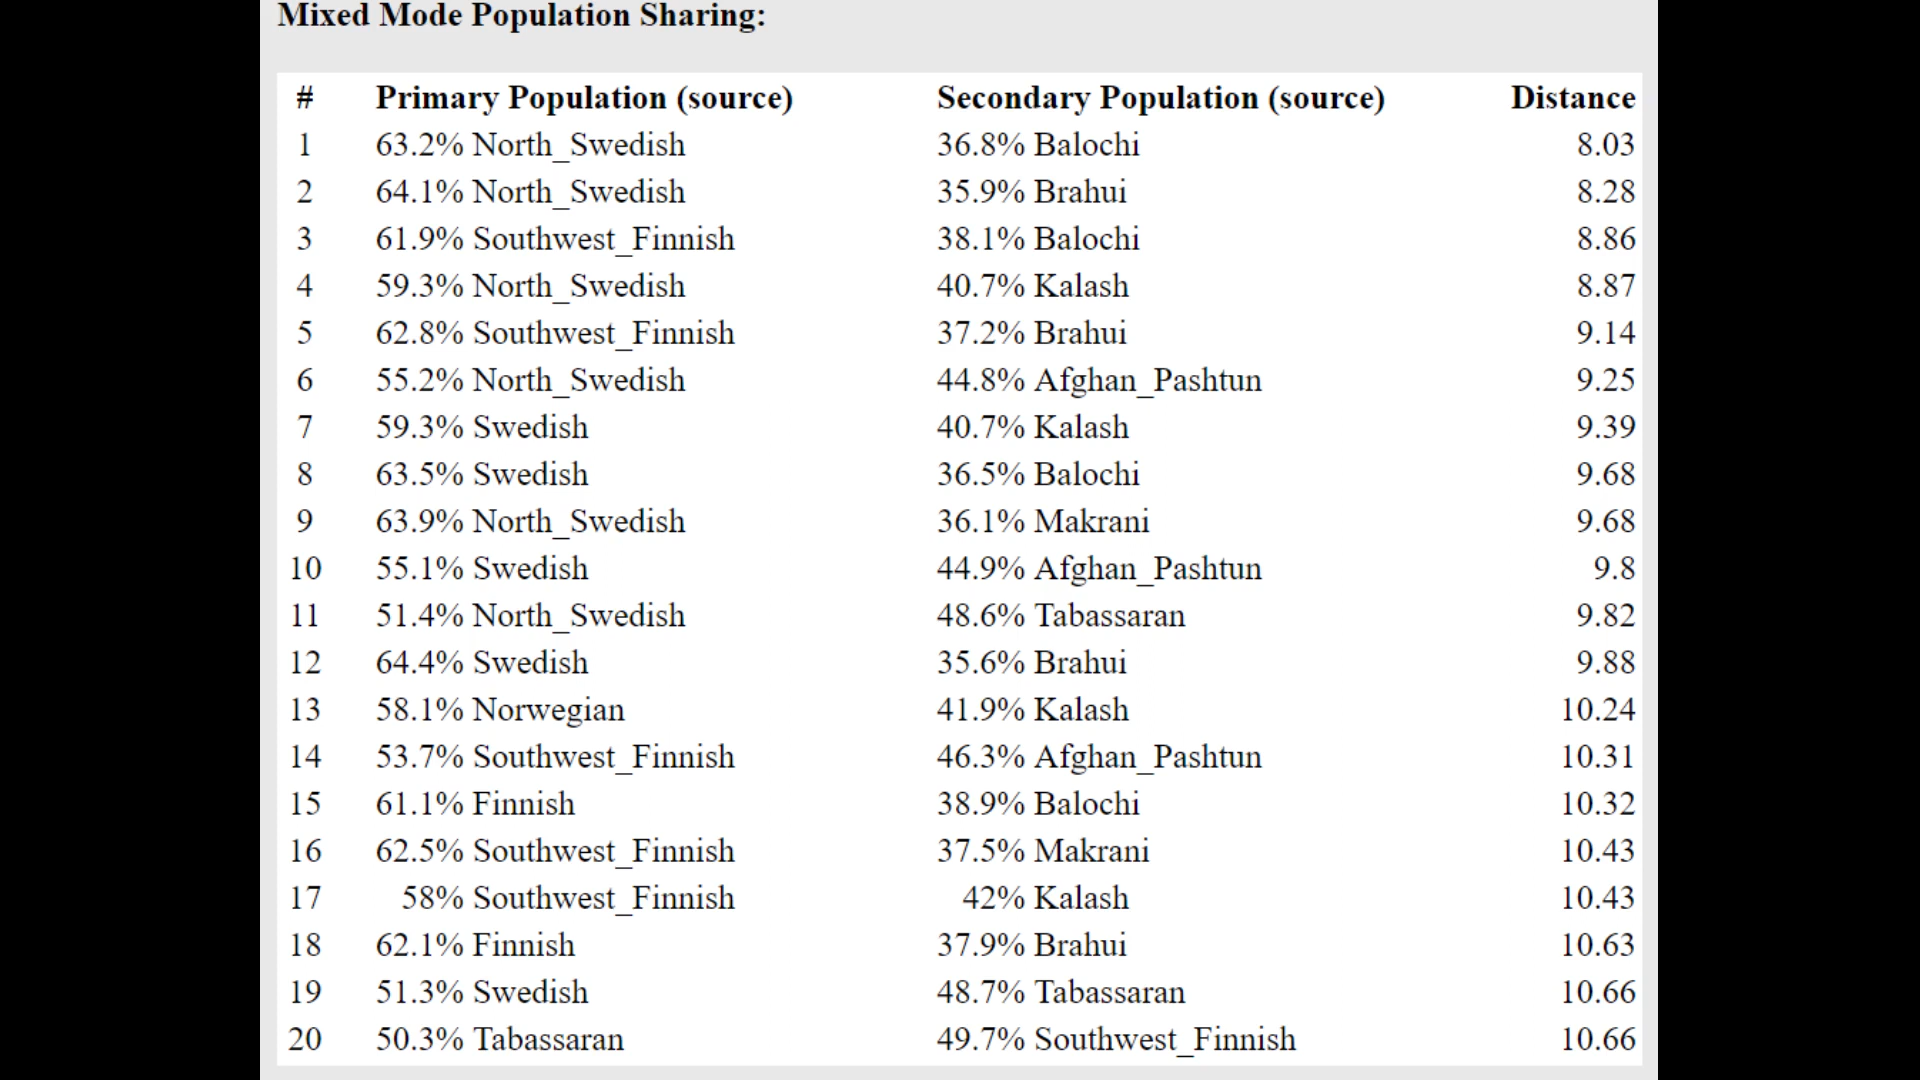 Mixed Mode Population Sharing:
# Primary Population (source) Secondary Population (source) Distance
1 63.2% North_Swedish 36.8% Balochi 8.03
2 64.1% North_Swedish 35.9% Brahui 8.28
3 61.9% Southwest_Finnish 38.1% Balochi 8.86
4 59.3% North_Swedish 40.7% Kalash 8.87
5 62.8% Southwest_Finnish 37.2% Brahui 9.14
6 55.2% North_Swedish 44.8% Afghan_Pashtun 9.25
7 59.3% Swedish 40.7% Kalash 9.39
8 63.5% Swedish 36.5% Balochi 9.68
9 63.9% North_Swedish 36.1% Makrani 9.68
10 55.1% Swedish 44.9% Afghan_Pashtun 9.8
11 51.4% North_Swedish 48.6% Tabassaran 9.82
12 64.4% Swedish 35.6% Brahui 9.88
13 58.1% Norwegian 41.9% Kalash 10.24
14 53.7% Southwest_Finnish 46.3% Afghan_Pashtun 10.31
15 61.1% Finnish 38.9% Balochi 10.32
16 62.5% Southwest_Finnish 37.5% Makrani 10.43
17 58% Southwest_Finnish 42% Kalash 10.43
18 62.1% Finnish 37.9% Brahui 10.63
19 51.3% Swedish 48.7% Tabassaran 10.66
20 50.3% Tabassaran 49.7% Southwest_Finnish 10.66